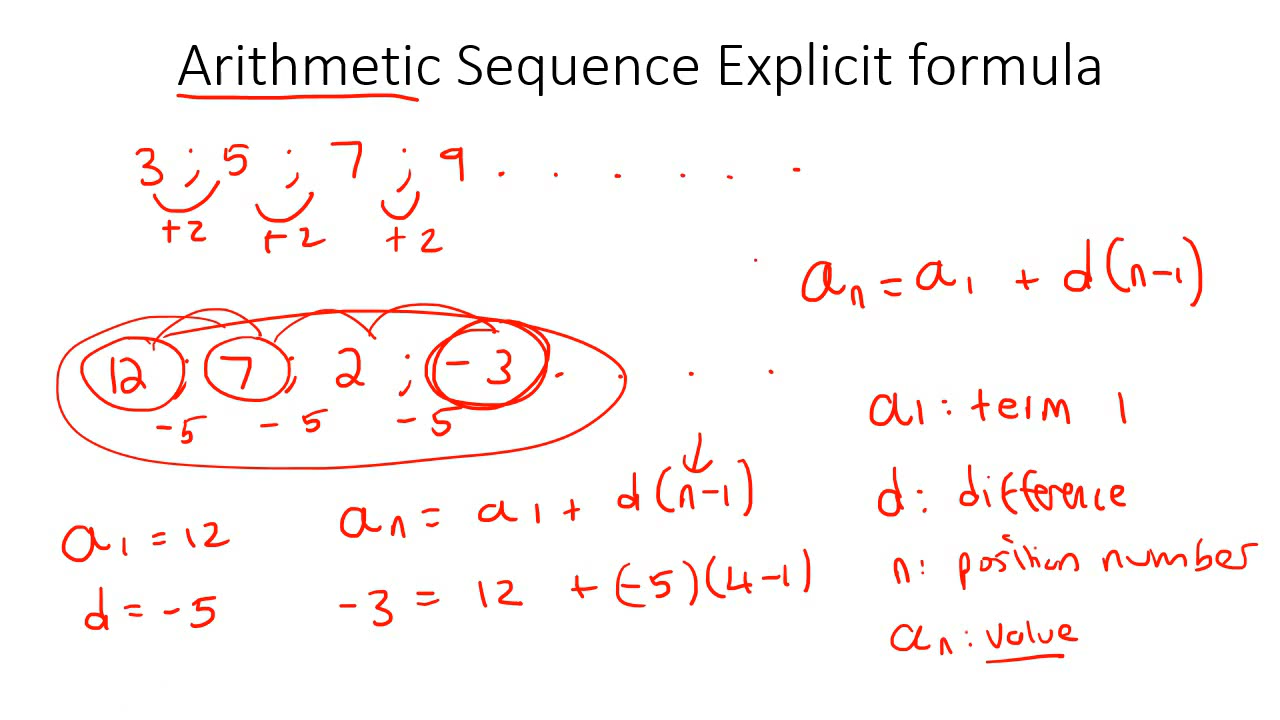 Arithmetic Sequence Explicit formula
3 ; 5 ; 7 ; 9 . . . . . .
+2 +2 +2
aₙ = a₁ + d(n-1)
12 ; 7 ; 2 ; -3 . . . .
-5 -5 -5
a1 : term 1
d : difference
n : position number
aₙ : value
a₁ = 12
d = -5
aₙ = a₁ + d(n-1)
-3 = 12 + (-5)(4-1)